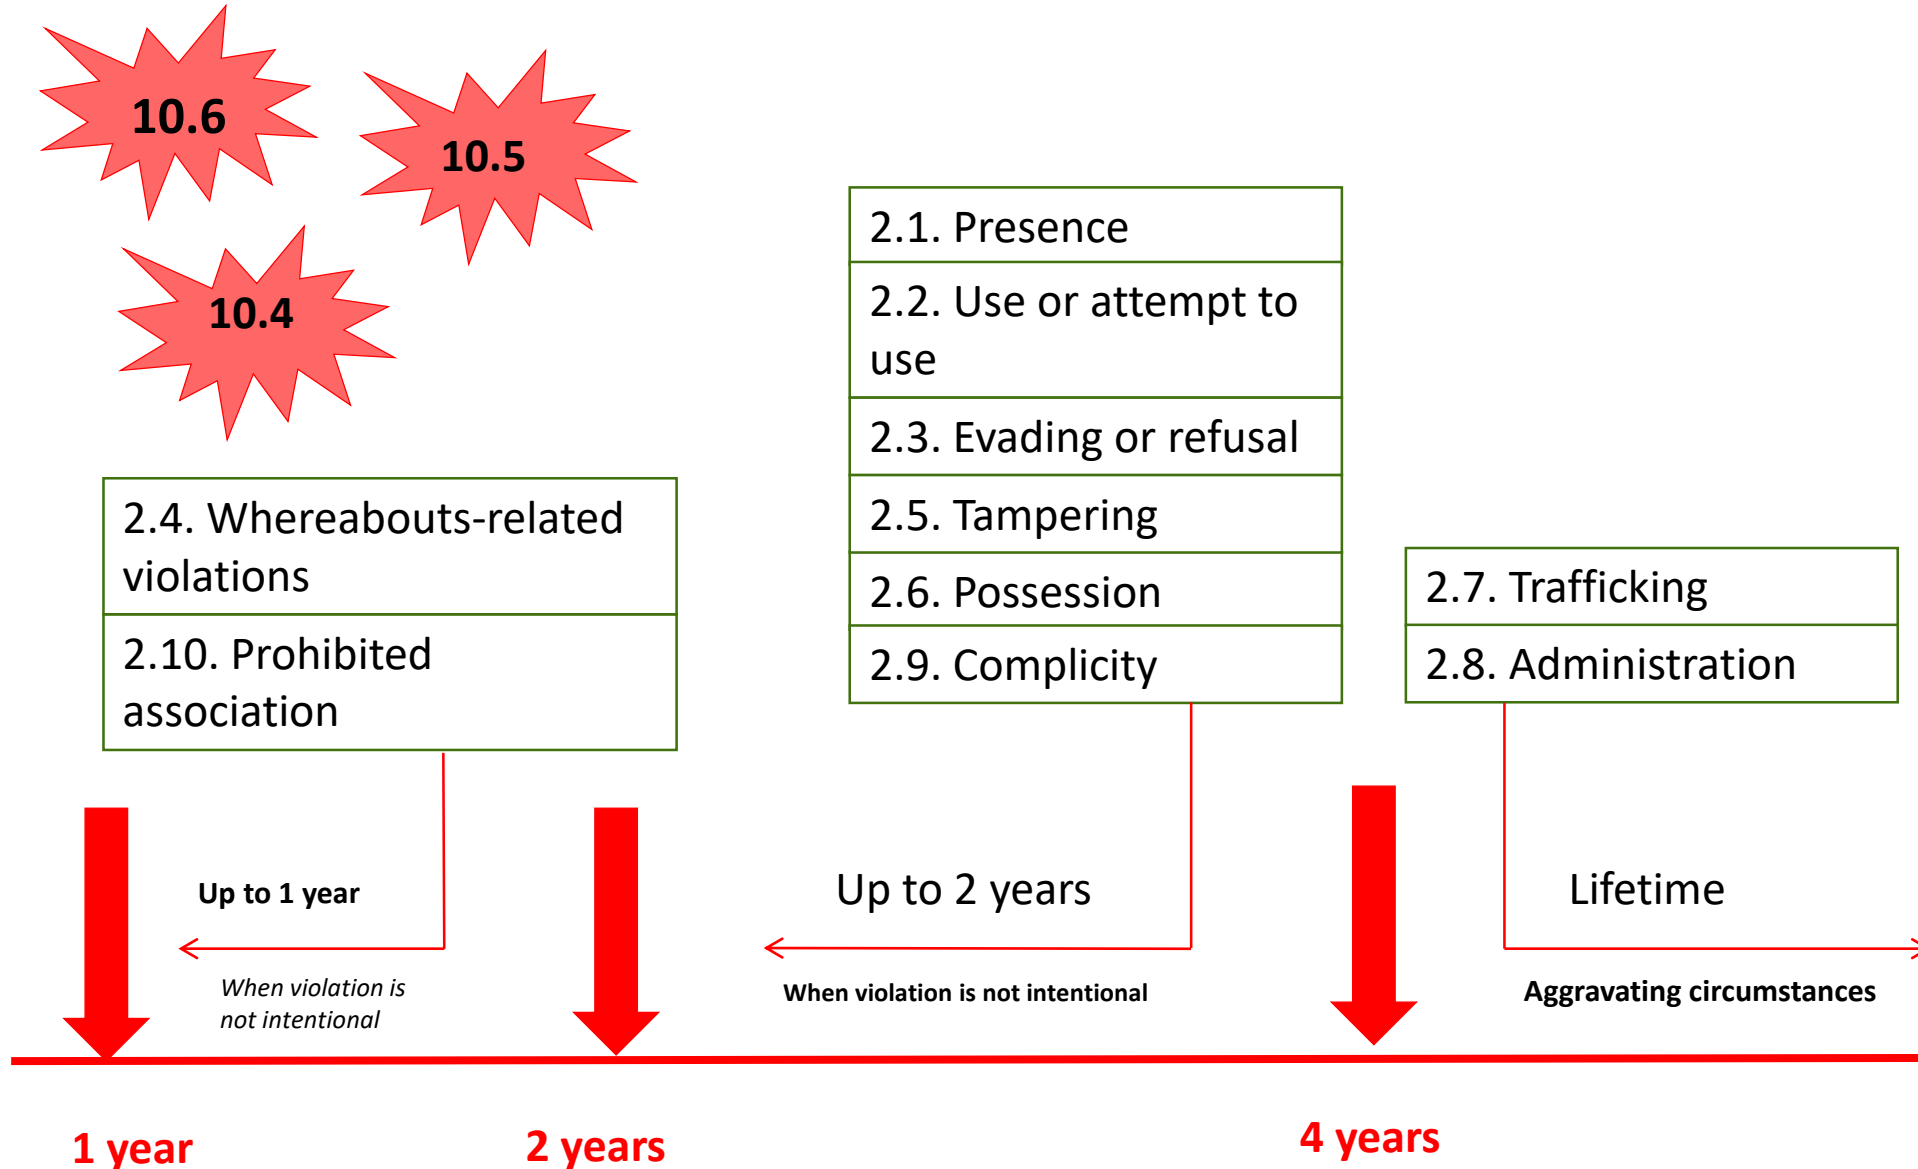 10.6
10.5
10.4
2.1. Presence
2.2. Use or attempt to
use
2.3. Evading or refusal
2.5. Tampering
2.6. Possession
2.9. Complicity
2.4. Whereabouts-related
violations
2.10. Prohibited
association
2.7. Trafficking
2.8. Administration
Up to 1 year
When violation is
not intentional
Up to 2 years
When violation is not intentional
Lifetime
Aggravating circumstances
1 year
2 years
4 years